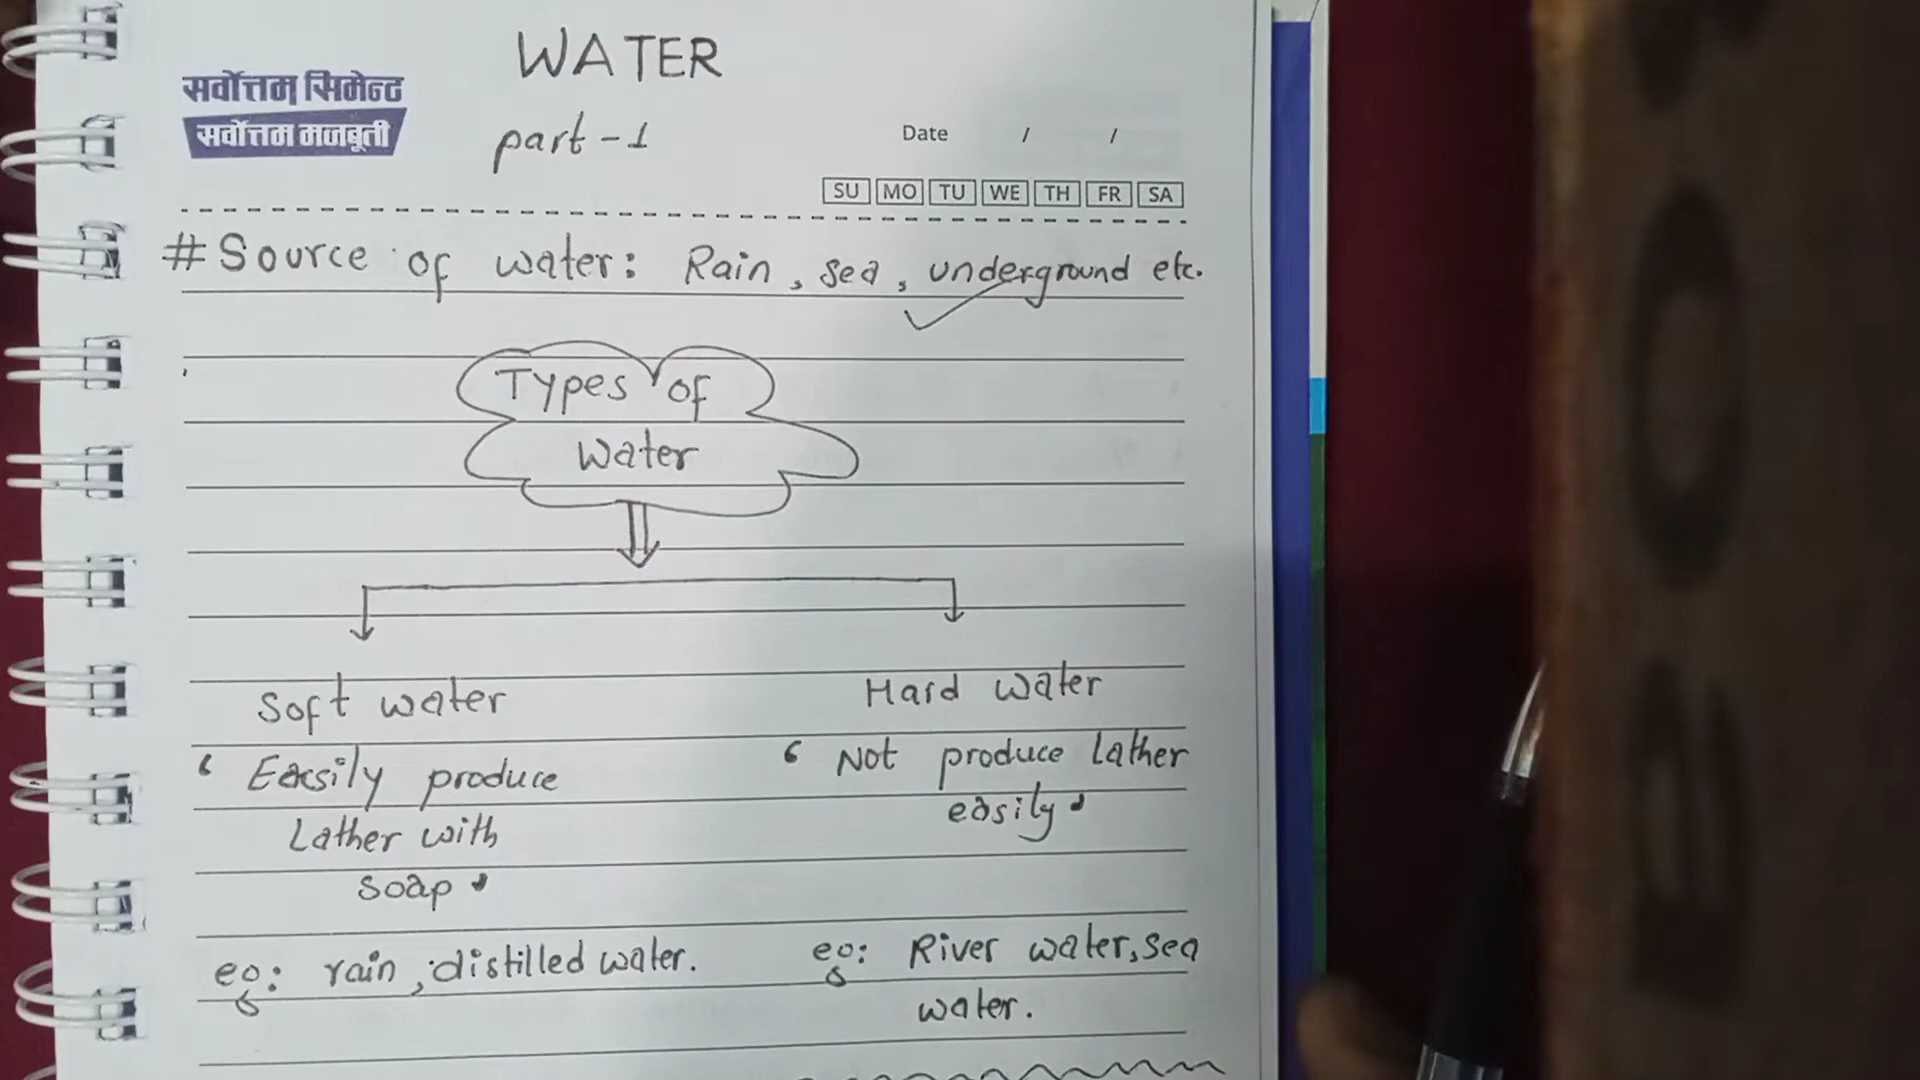 WATER
सर्वोत्तम सिमेन्ट
सर्वोत्तम मजबूती
part-1
Date / /
SU MO TU WE TH FR SA
# Source of water: Rain, sea, underground etc.
Types of
Water
Soft water
Hard water
Easily produce
Lather with
soap.
Not produce lather
easily.
eg: rain, distilled water.
eg: River water, sea
water.